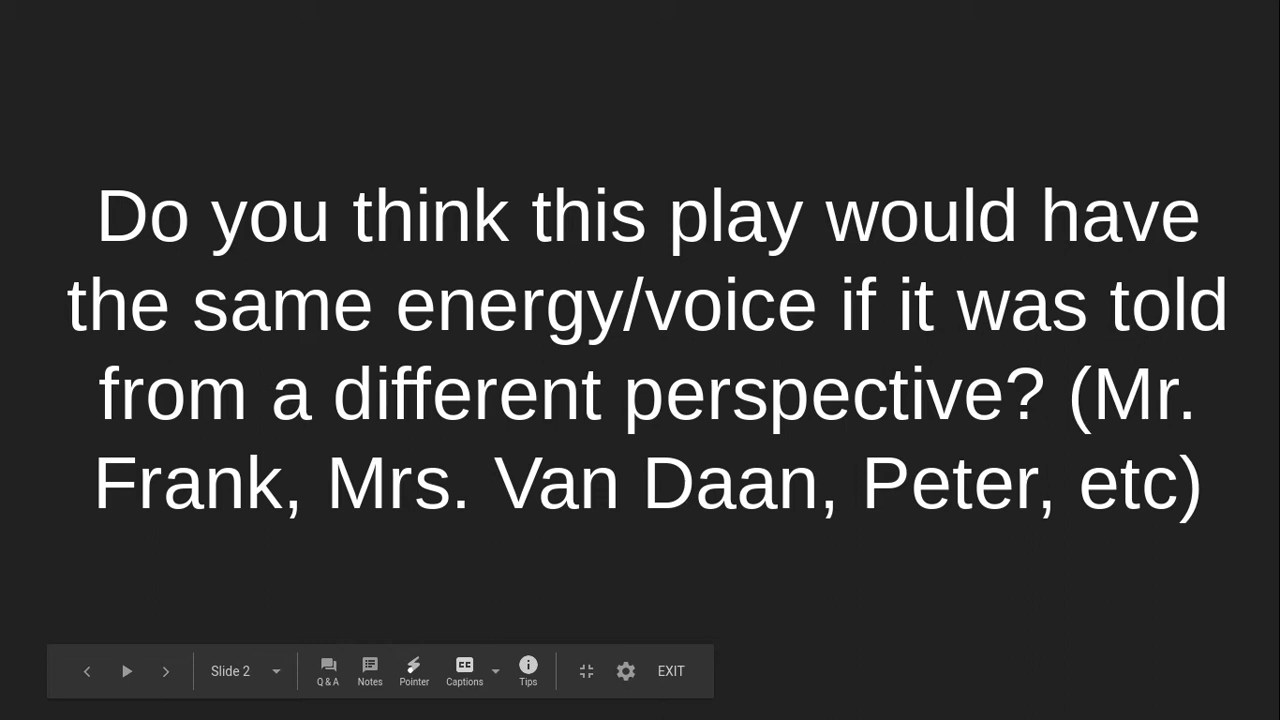 Do you think this play would have
the same energy/voice if it was told
from a different perspective? (Mr.
Frank, Mrs. Van Daan, Peter, etc)
Slide 2
Q & A
Notes
Pointer
CC
Captions
Tips
EXIT